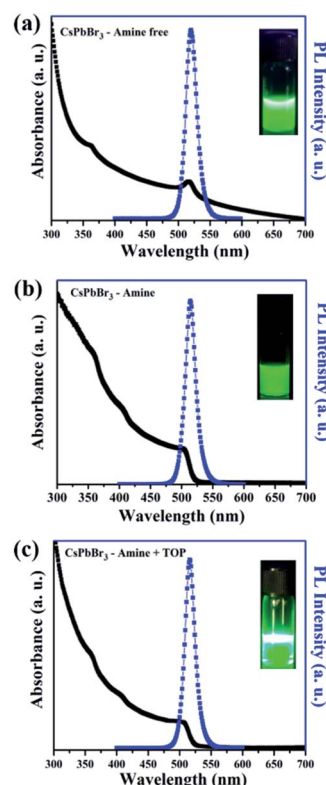 (a)
CsPbBr3 - Amine free
Absorbance (a. u.)
PL Intensity (a. u.)
300 350 400 450 500 550 600 650 700
Wavelength (nm)
(b)
CsPbBr3 - Amine
Absorbance (a. u.)
PL Intensity (a. u.)
300 350 400 450 500 550 600 650 700
Wavelength (nm)
(c)
CsPbBr3 - Amine + TOP
Absorbance (a. u.)
PL Intensity (a. u.)
300 350 400 450 500 550 600 650 700
Wavelength (nm)